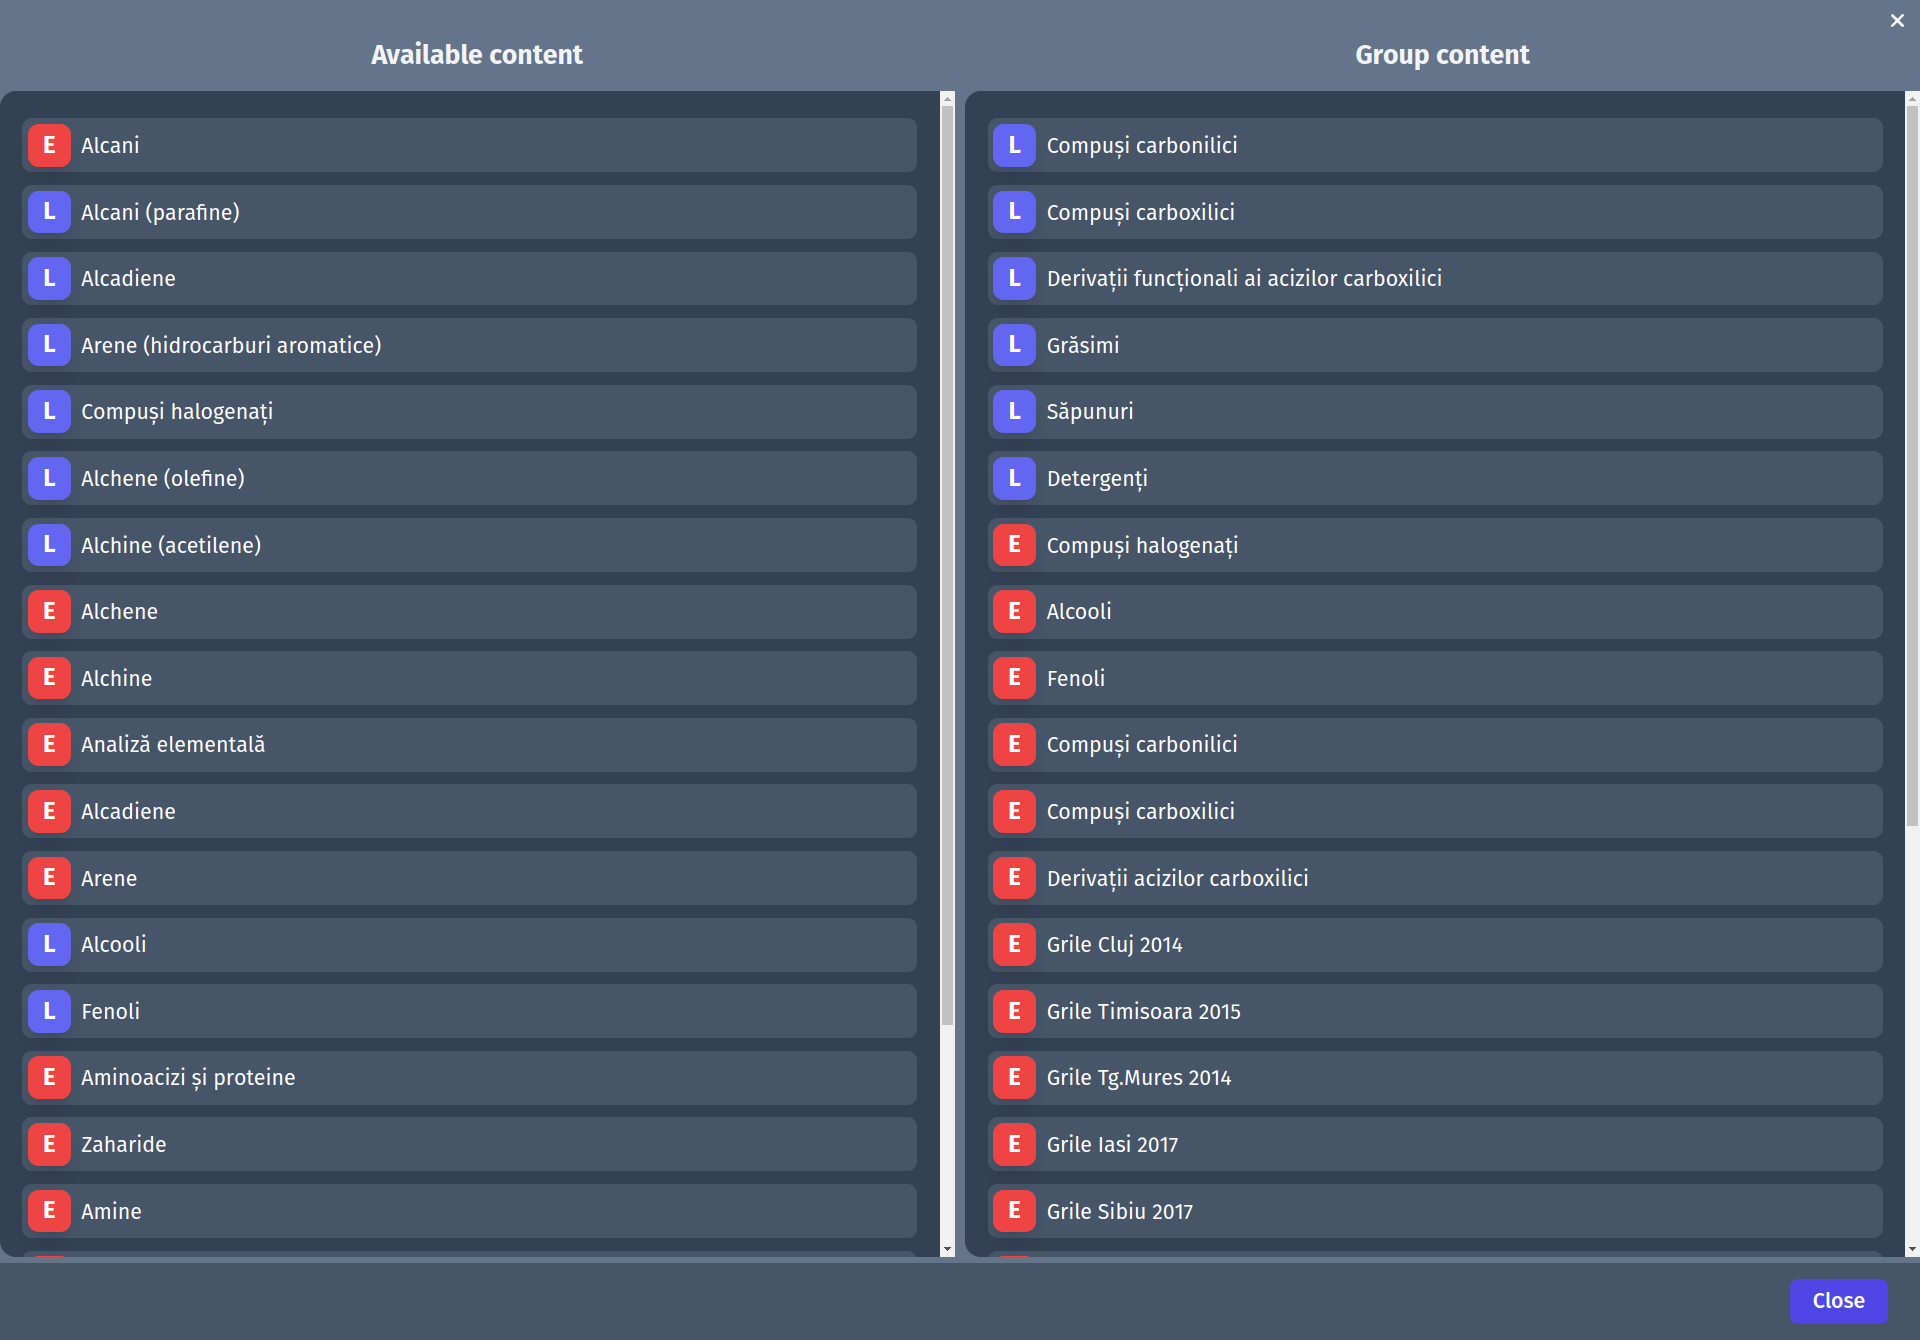 ×
Available content
E Alcani
L Alcani (parafine)
L Alcadiene
L Arene (hidrocarburi aromatice)
L Compuși halogenați
L Alchene (olefine)
L Alchine (acetilene)
E Alchene
E Alchine
E Analiză elementală
E Alcadiene
E Arene
L Alcooli
L Fenoli
E Aminoacizi și proteine
E Zaharide
E Amine
Group content
L Compuși carbonilici
L Compuși carboxilici
L Derivații funcționali ai acizilor carboxilici
L Grăsimi
L Săpunuri
L Detergenți
E Compuși halogenați
E Alcooli
E Fenoli
E Compuși carbonilici
E Compuși carboxilici
E Derivații acizilor carboxilici
E Grile Cluj 2014
E Grile Timisoara 2015
E Grile Tg.Mures 2014
E Grile Iasi 2017
E Grile Sibiu 2017
Close